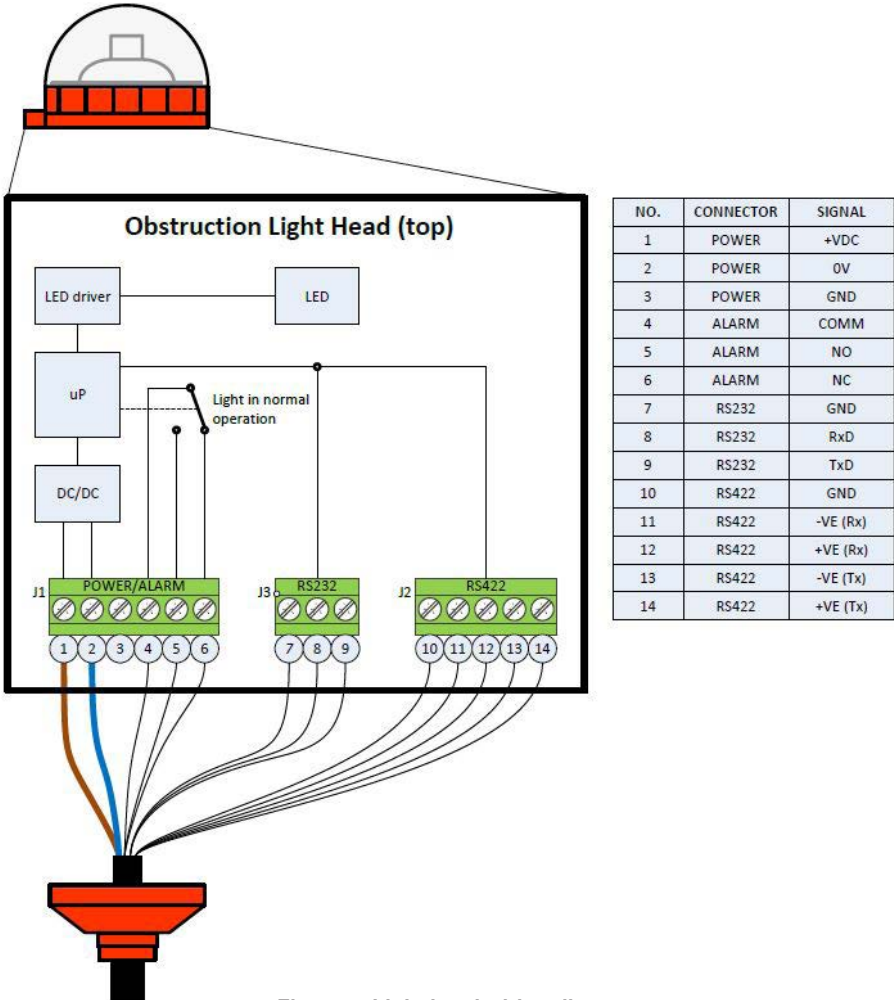 Obstruction Light Head (top)
LED driver
LED
uP
Light in normal
operation
DC/DC
J1
POWER/ALARM
J3
RS232
J2
RS422
1 2 3 4 5 6
7 8 9
10 11 12 13 14
NO. CONNECTOR SIGNAL
1 POWER +VDC
2 POWER 0V
3 POWER GND
4 ALARM COMM
5 ALARM NO
6 ALARM NC
7 RS232 GND
8 RS232 RxD
9 RS232 TxD
10 RS422 GND
11 RS422 -VE (Rx)
12 RS422 +VE (Rx)
13 RS422 -VE (Tx)
14 RS422 +VE (Tx)